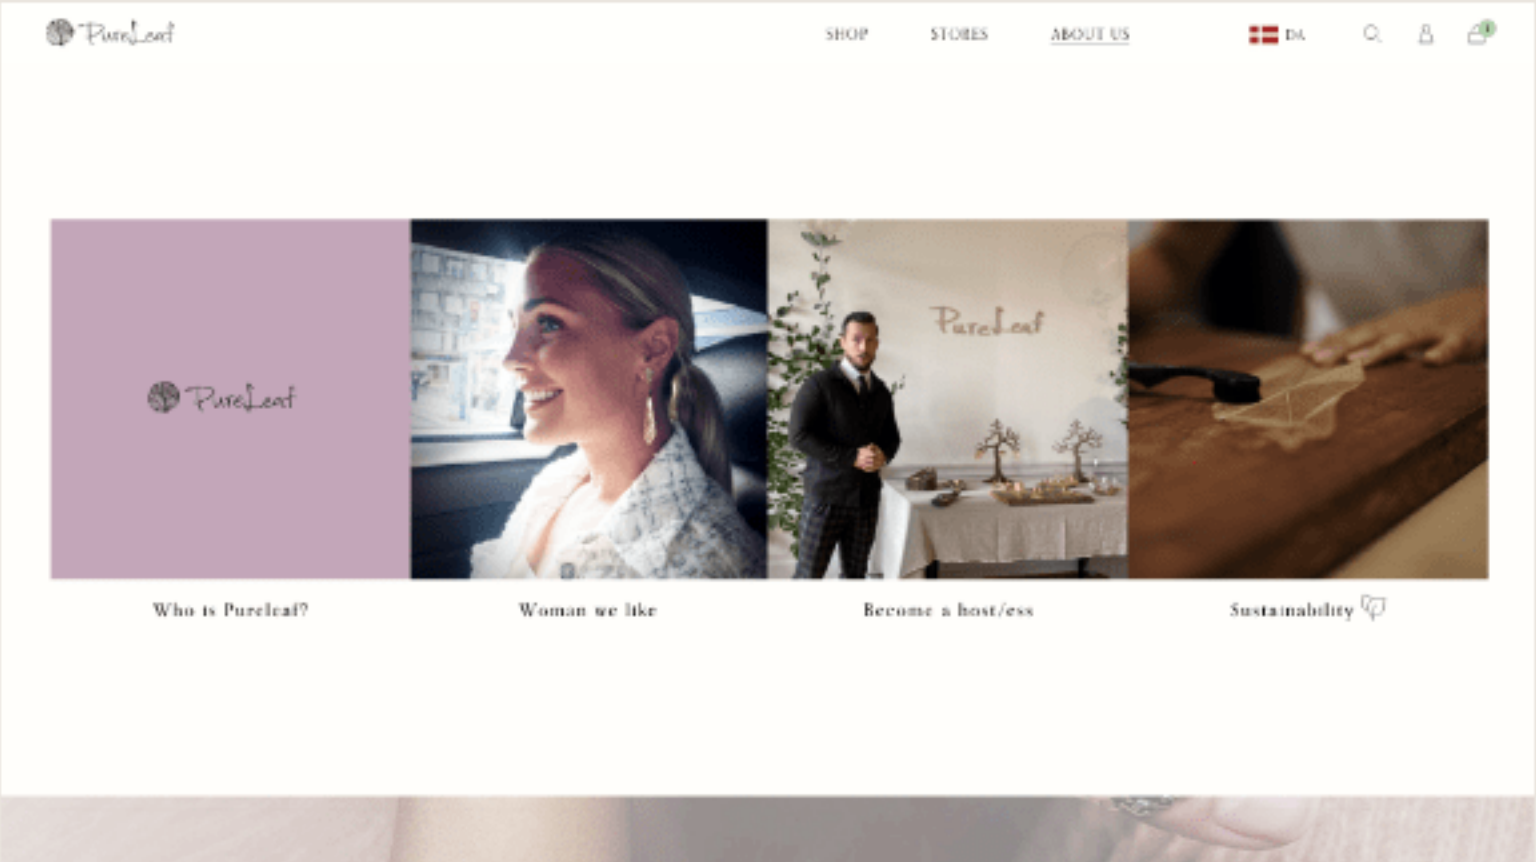 PureLeaf
SHOP
STORES
ABOUT US
DA
PureLeaf
PureLeaf
Who is Pureleaf?
Woman we like
Become a host/ess
Sustainability